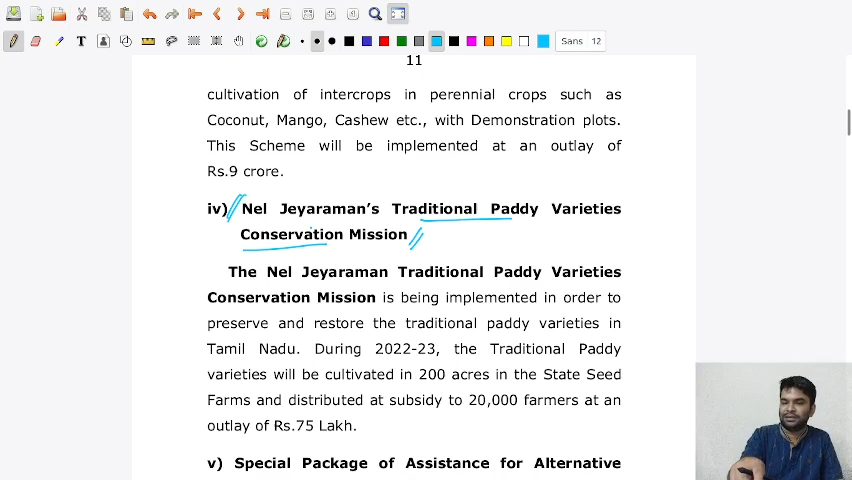 Sans 12
11
cultivation of intercrops in perennial crops such as
Coconut, Mango, Cashew etc., with Demonstration plots.
This Scheme will be implemented at an outlay of
Rs.9 crore.
iv) Nel Jeyaraman's Traditional Paddy Varieties
Conservation Mission
The Nel Jeyaraman Traditional Paddy Varieties
Conservation Mission is being implemented in order to
preserve and restore the traditional paddy varieties in
Tamil Nadu. During 2022-23, the Traditional Paddy
varieties will be cultivated in 200 acres in the State Seed
Farms and distributed at subsidy to 20,000 farmers at an
outlay of Rs.75 Lakh.
v) Special Package of Assistance for Alternative